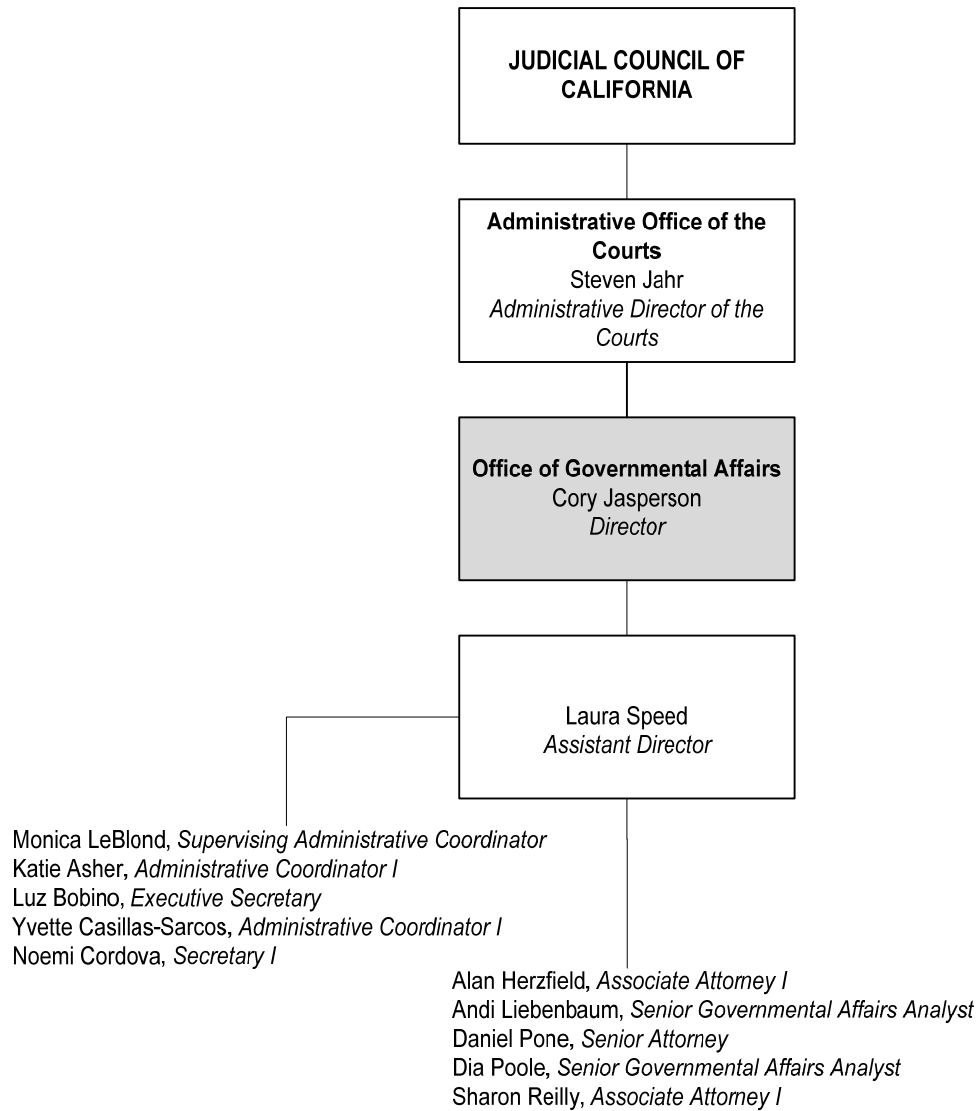 JUDICIAL COUNCIL OF
CALIFORNIA
Administrative Office of the
Courts
Steven Jahr
Administrative Director of the
Courts
Office of Governmental Affairs
Cory Jasperson
Director
Laura Speed
Assistant Director
Monica LeBlond, Supervising Administrative Coordinator
Katie Asher, Administrative Coordinator I
Luz Bobino, Executive Secretary
Yvette Casillas-Sarcos, Administrative Coordinator I
Noemi Cordova, Secretary I
Alan Herzfield, Associate Attorney I
Andi Liebenbaum, Senior Governmental Affairs Analyst
Daniel Pone, Senior Attorney
Dia Poole, Senior Governmental Affairs Analyst
Sharon Reilly, Associate Attorney I